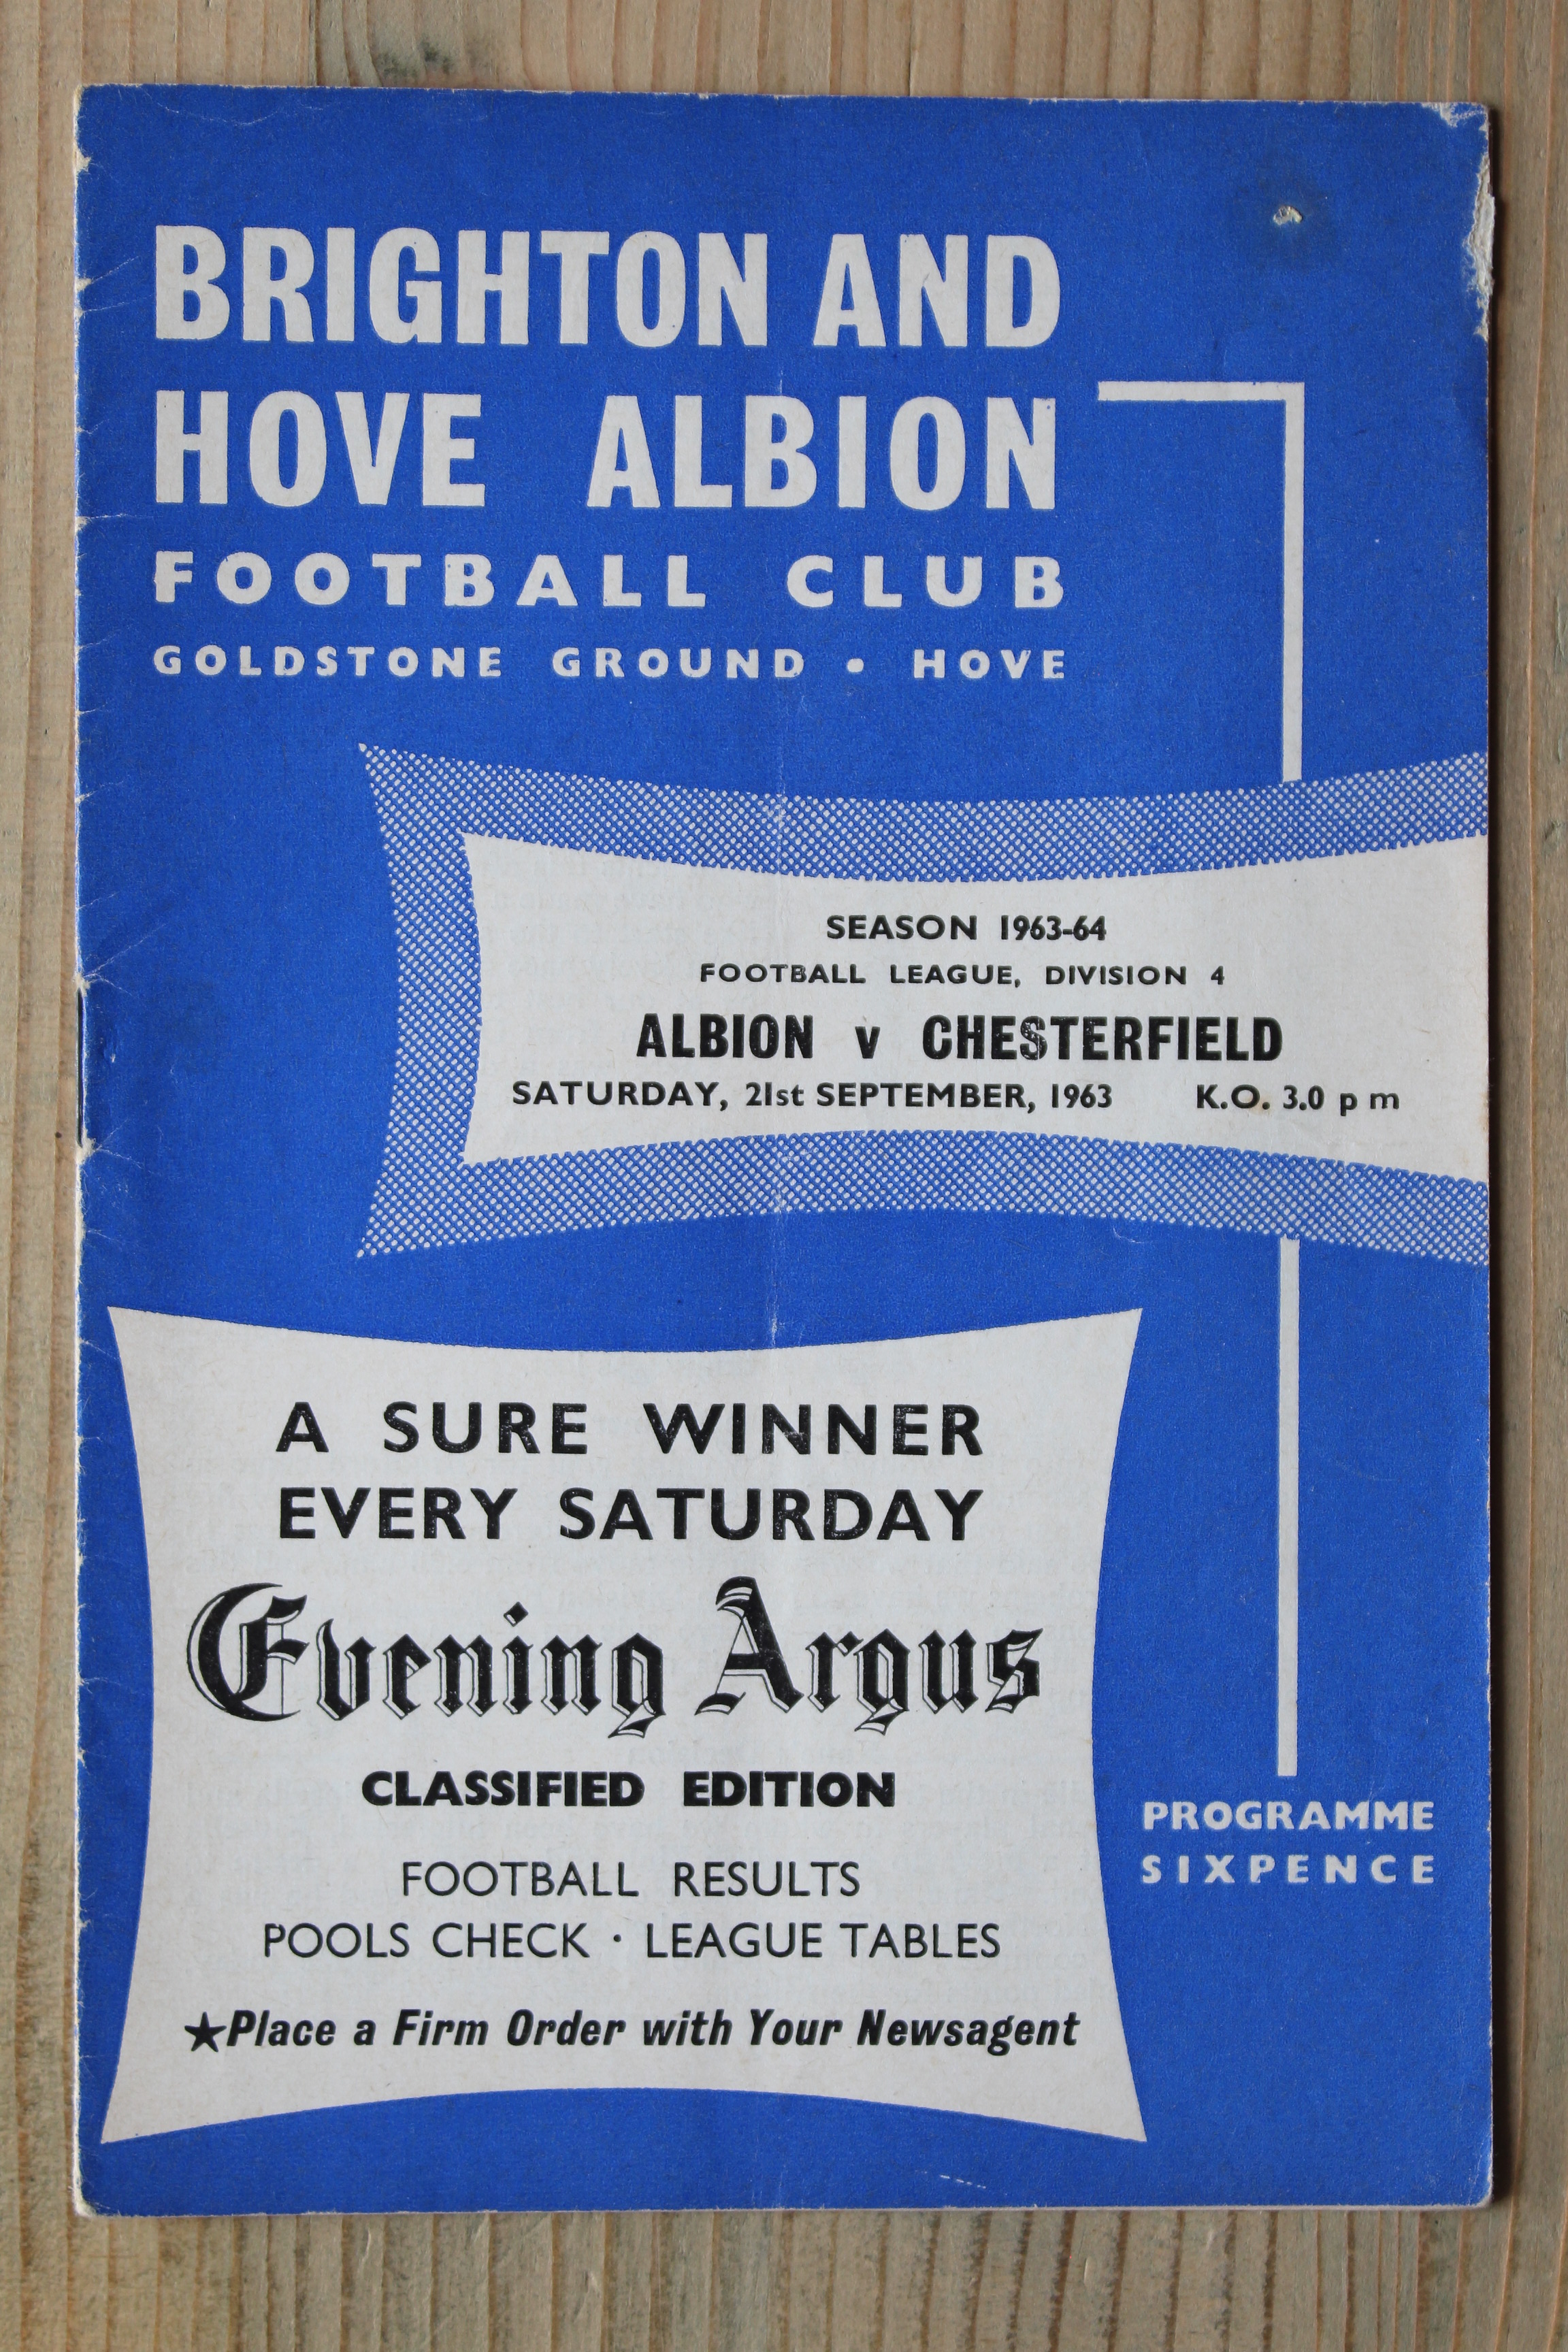 BRIGHTON AND
HOVE ALBION
FOOTBALL CLUB
GOLDSTONE GROUND • HOVE
SEASON 1963-64
FOOTBALL LEAGUE, DIVISION 4
ALBION v CHESTERFIELD
SATURDAY, 21st SEPTEMBER, 1963 K.O. 3.0 p m
A SURE WINNER
EVERY SATURDAY
Evening Argus
CLASSIFIED EDITION
FOOTBALL RESULTS
POOLS CHECK · LEAGUE TABLES
★Place a Firm Order with Your Newsagent
PROGRAMME
SIXPENCE